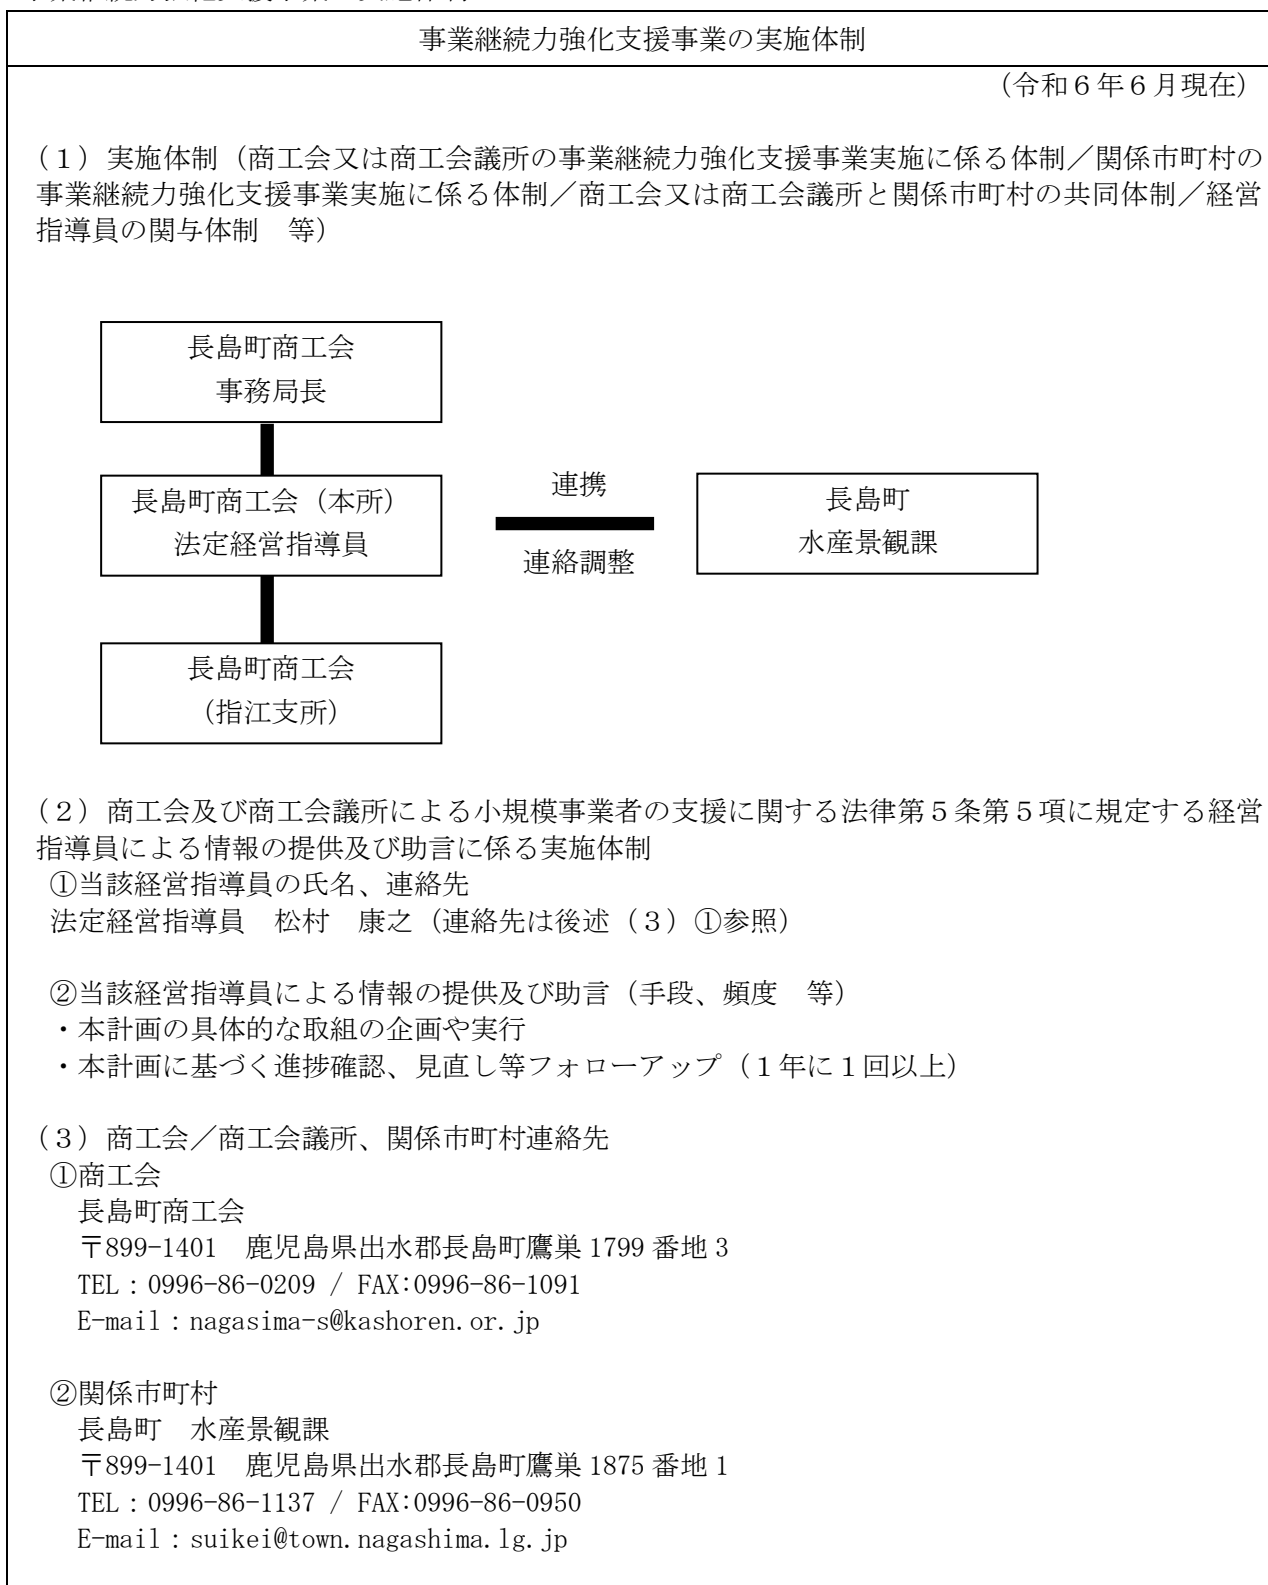 事業継続力強化支援事業の実施体制
（令和６年６月現在）
（１）実施体制（商工会又は商工会議所の事業継続力強化支援事業実施に係る体制／関係市町村の
事業継続力強化支援事業実施に係る体制／商工会又は商工会議所と関係市町村の共同体制／経営
指導員の関与体制　等）
長島町商工会
事務局長
長島町商工会（本所）
法定経営指導員
連携
連絡調整
長島町
水産景観課
長島町商工会
（指江支所）
（２）商工会及び商工会議所による小規模事業者の支援に関する法律第５条第５項に規定する経営
指導員による情報の提供及び助言に係る実施体制
①当該経営指導員の氏名、連絡先
法定経営指導員　松村　康之（連絡先は後述（３）①参照）
②当該経営指導員による情報の提供及び助言（手段、頻度　等）
・本計画の具体的な取組の企画や実行
・本計画に基づく進捗確認、見直し等フォローアップ（１年に１回以上）
（３）商工会／商工会議所、関係市町村連絡先
①商工会
長島町商工会
〒899-1401　鹿児島県出水郡長島町鷹巣 1799 番地 3
TEL：0996-86-0209 / FAX:0996-86-1091
E-mail：nagasima-s@kashoren.or.jp
②関係市町村
長島町　水産景観課
〒899-1401　鹿児島県出水郡長島町鷹巣 1875 番地 1
TEL：0996-86-1137 / FAX:0996-86-0950
E-mail：suikei@town.nagashima.lg.jp